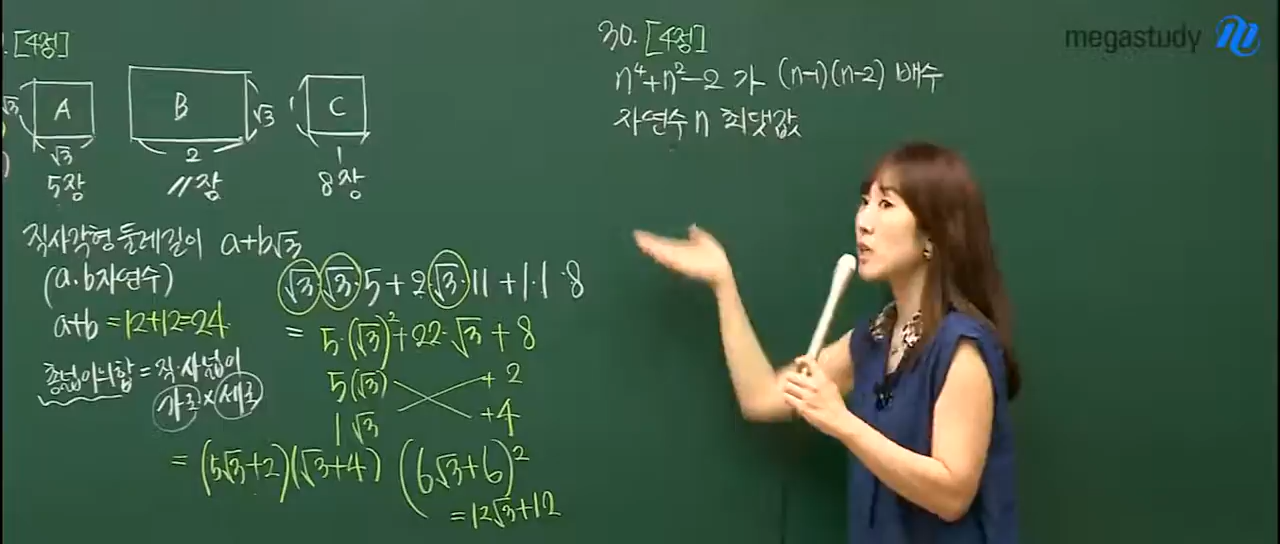 . [4점]
√3 A √3 5장
B 2 √3 11장
1 C 1 8장
직사각형 둘레길이 a+b√3
(a.b자연수)
a+b =12+12=24.
총넓이의합 = 직.사 넓이
가로×세로
√3·√3·5+2·√3·11+1·1·8
= 5·(√3)²+22·√3+8
5(√3) +2
1√3 +4
= (5√3+2)(√3+4) (6√3+6)²
=12√3+12
30. [4점]
n⁴+n²-2 가 (n-1)(n-2) 배수
자연수 n 최댓값
megastudy